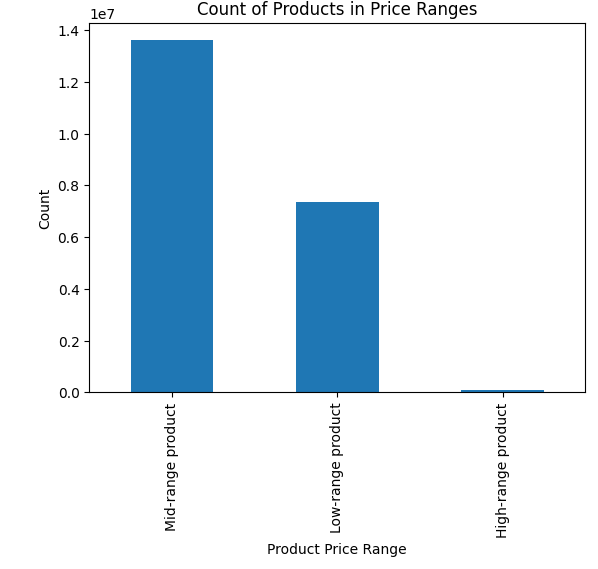 Count of Products in Price Ranges
1e7
1.4
1.2
1.0
0.8
0.6
0.4
0.2
0.0
Count
Mid-range product
Low-range product
High-range product
Product Price Range